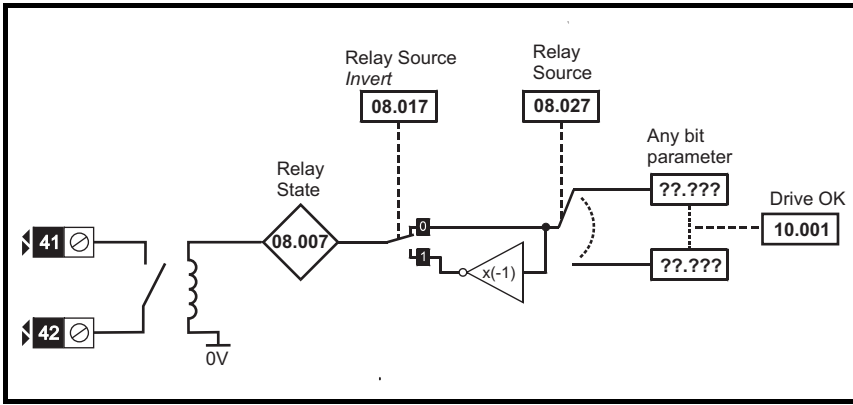 Relay Source
Invert
08.017
Relay
Source
08.027
Any bit
parameter
??.???
Drive OK
10.001
??.???
Relay
State
08.007
0
1
x(-1)
41
42
0V